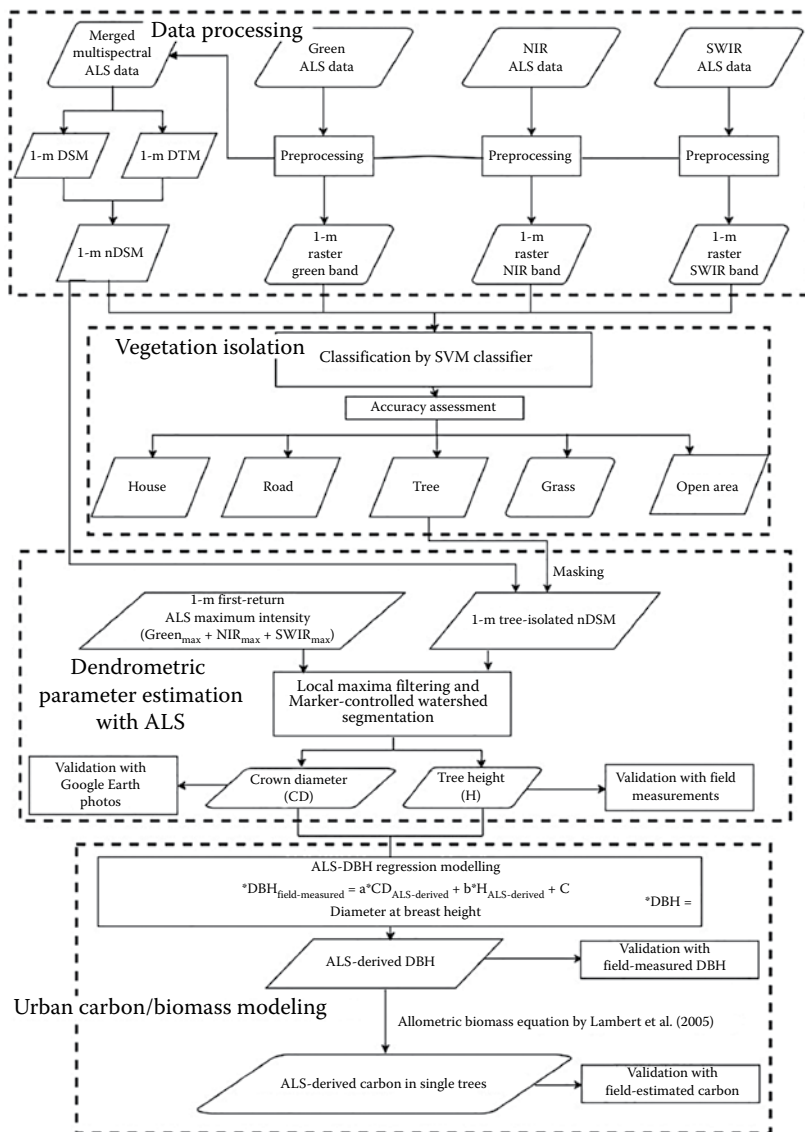 Data processing
Merged
multispectral
ALS data
Green
ALS data
NIR
ALS data
SWIR
ALS data
1-m DSM
1-m DTM
Preprocessing
Preprocessing
Preprocessing
1-m nDSM
1-m
raster
green band
1-m
raster
NIR band
1-m
raster
SWIR band
Vegetation isolation
Classification by SVM classifier
Accuracy assessment
House
Road
Tree
Grass
Open area
Masking
1-m first-return
ALS maximum intensity
(Green_max + NIR_max + SWIR_max)
1-m tree-isolated nDSM
Dendrometric
parameter estimation
with ALS
Local maxima filtering and
Marker-controlled watershed
segmentation
Validation with
Google Earth
photos
Crown diameter
(CD)
Tree height
(H)
Validation with field
measurements
ALS-DBH regression modelling
*DBH_field-measured = a*CD_ALS-derived + b*H_ALS-derived + C
*DBH =
Diameter at breast height
ALS-derived DBH
Validation with
field-measured DBH
Urban carbon/biomass modeling
Allometric biomass equation by Lambert et al. (2005)
ALS-derived carbon in single trees
Validation with
field-estimated carbon